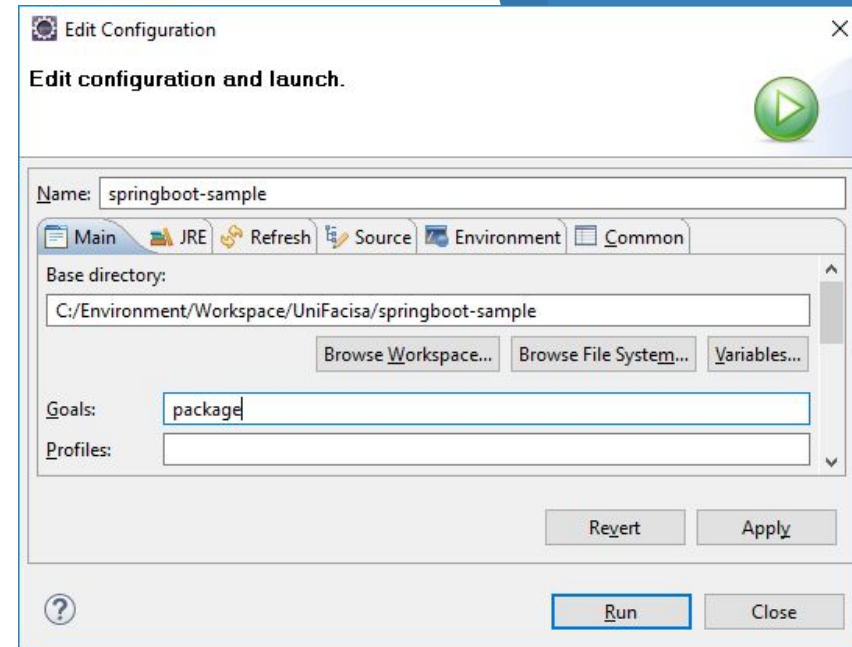 Edit Configuration
Edit configuration and launch.
Name: springboot-sample
Main JRE Refresh Source Environment Common
Base directory:
C:/Environment/Workspace/UniFacisa/springboot-sample
Browse Workspace... Browse File System... Variables...
Goals: package
Profiles:
Revert Apply
? Run Close